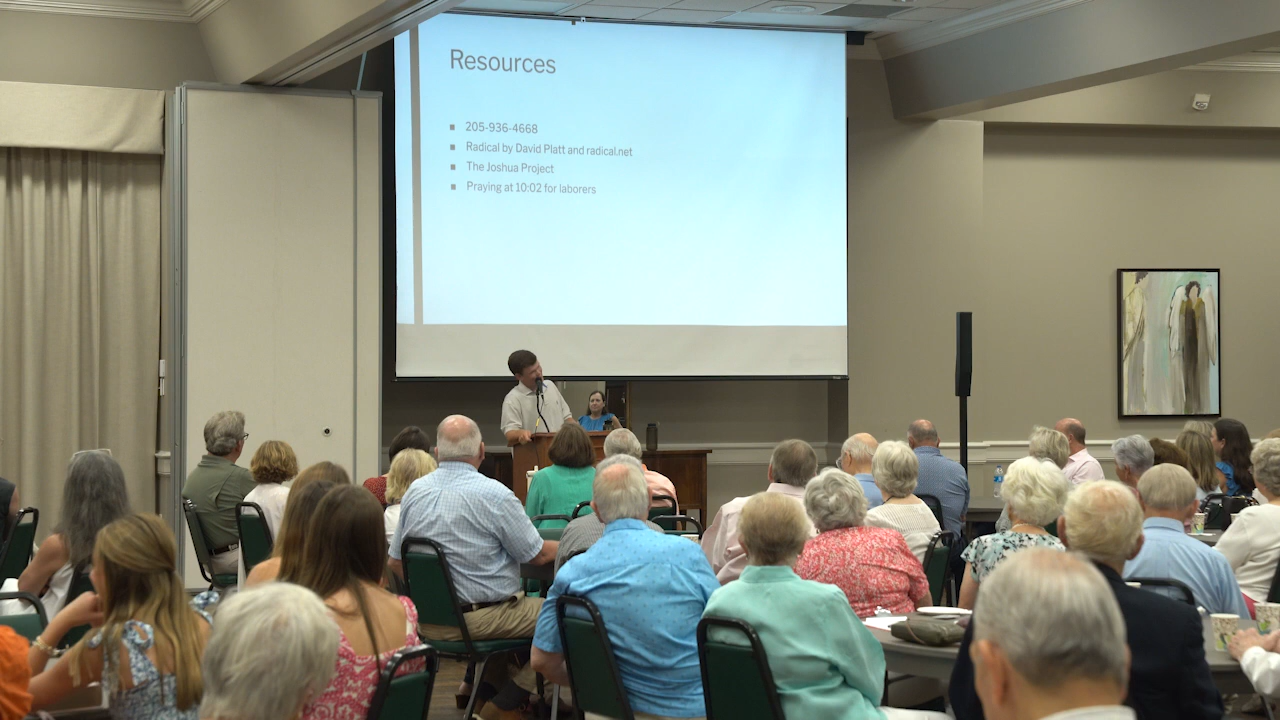 Resources
▪ 205-936-4668
▪ Radical by David Platt and radical.net
▪ The Joshua Project
▪ Praying at 10:02 for laborers